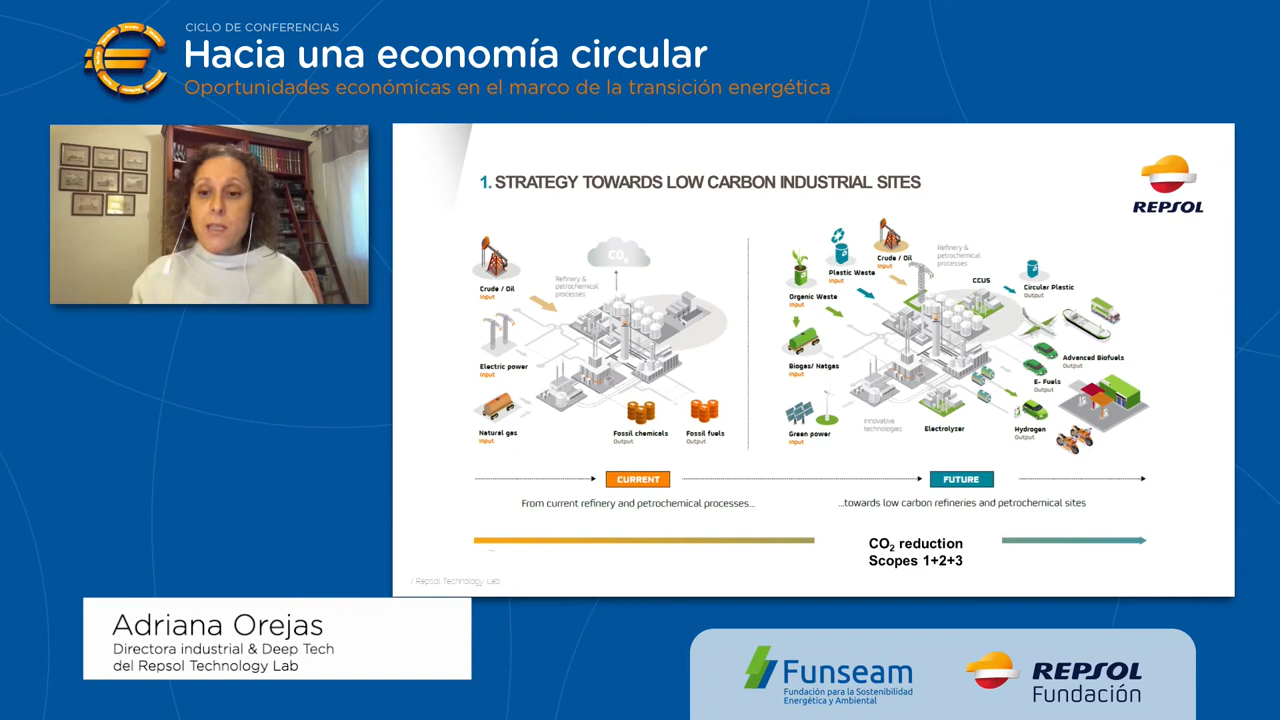 CICLO DE CONFERENCIAS
Hacia una economía circular
Oportunidades económicas en el marco de la transición energética
1. STRATEGY TOWARDS LOW CARBON INDUSTRIAL SITES
REPSOL
Crude / Oil
Input
Refinery &
petrochemical
processes
CO2
Electric power
Input
Natural gas
Input
Fossil chemicals
Output
Fossil fuels
Output
Plastic Waste
Input
Crude / Oil
Input
Refinery &
petrochemical
processes
Organic Waste
Input
CCUS
Circular Plastic
Output
Biogas/ Natgas
Input
Advanced Biofuels
Output
E- Fuels
Output
Green power
Input
Innovative
technologies
Electrolyzer
Hydrogen
Output
CURRENT
FUTURE
From current refinery and petrochemical processes...
...towards low carbon refineries and petrochemical sites
CO2 reduction
Scopes 1+2+3
/ Repsol Technology Lab
Adriana Orejas
Directora industrial & Deep Tech
del Repsol Technology Lab
Funseam
Fundación para la Sostenibilidad
Energética y Ambiental
REPSOL
Fundación